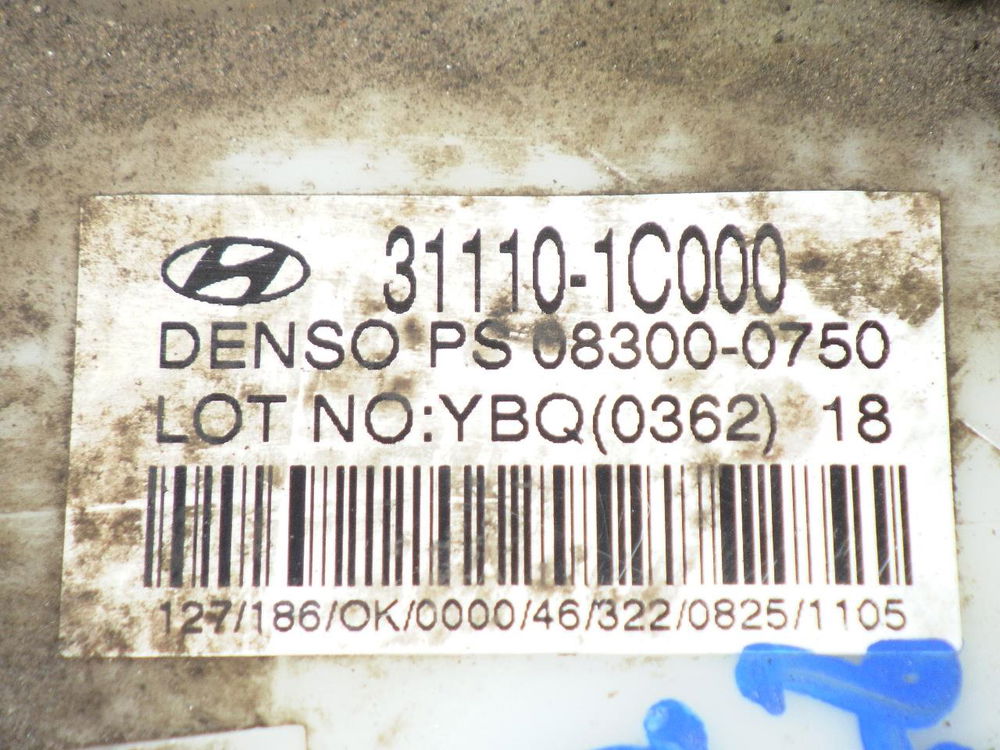 31110-1C000
DENSO PS 08300-0750
LOT NO:YBQ(0362) 18
127/186/OK/0000/46/322/0825/1105